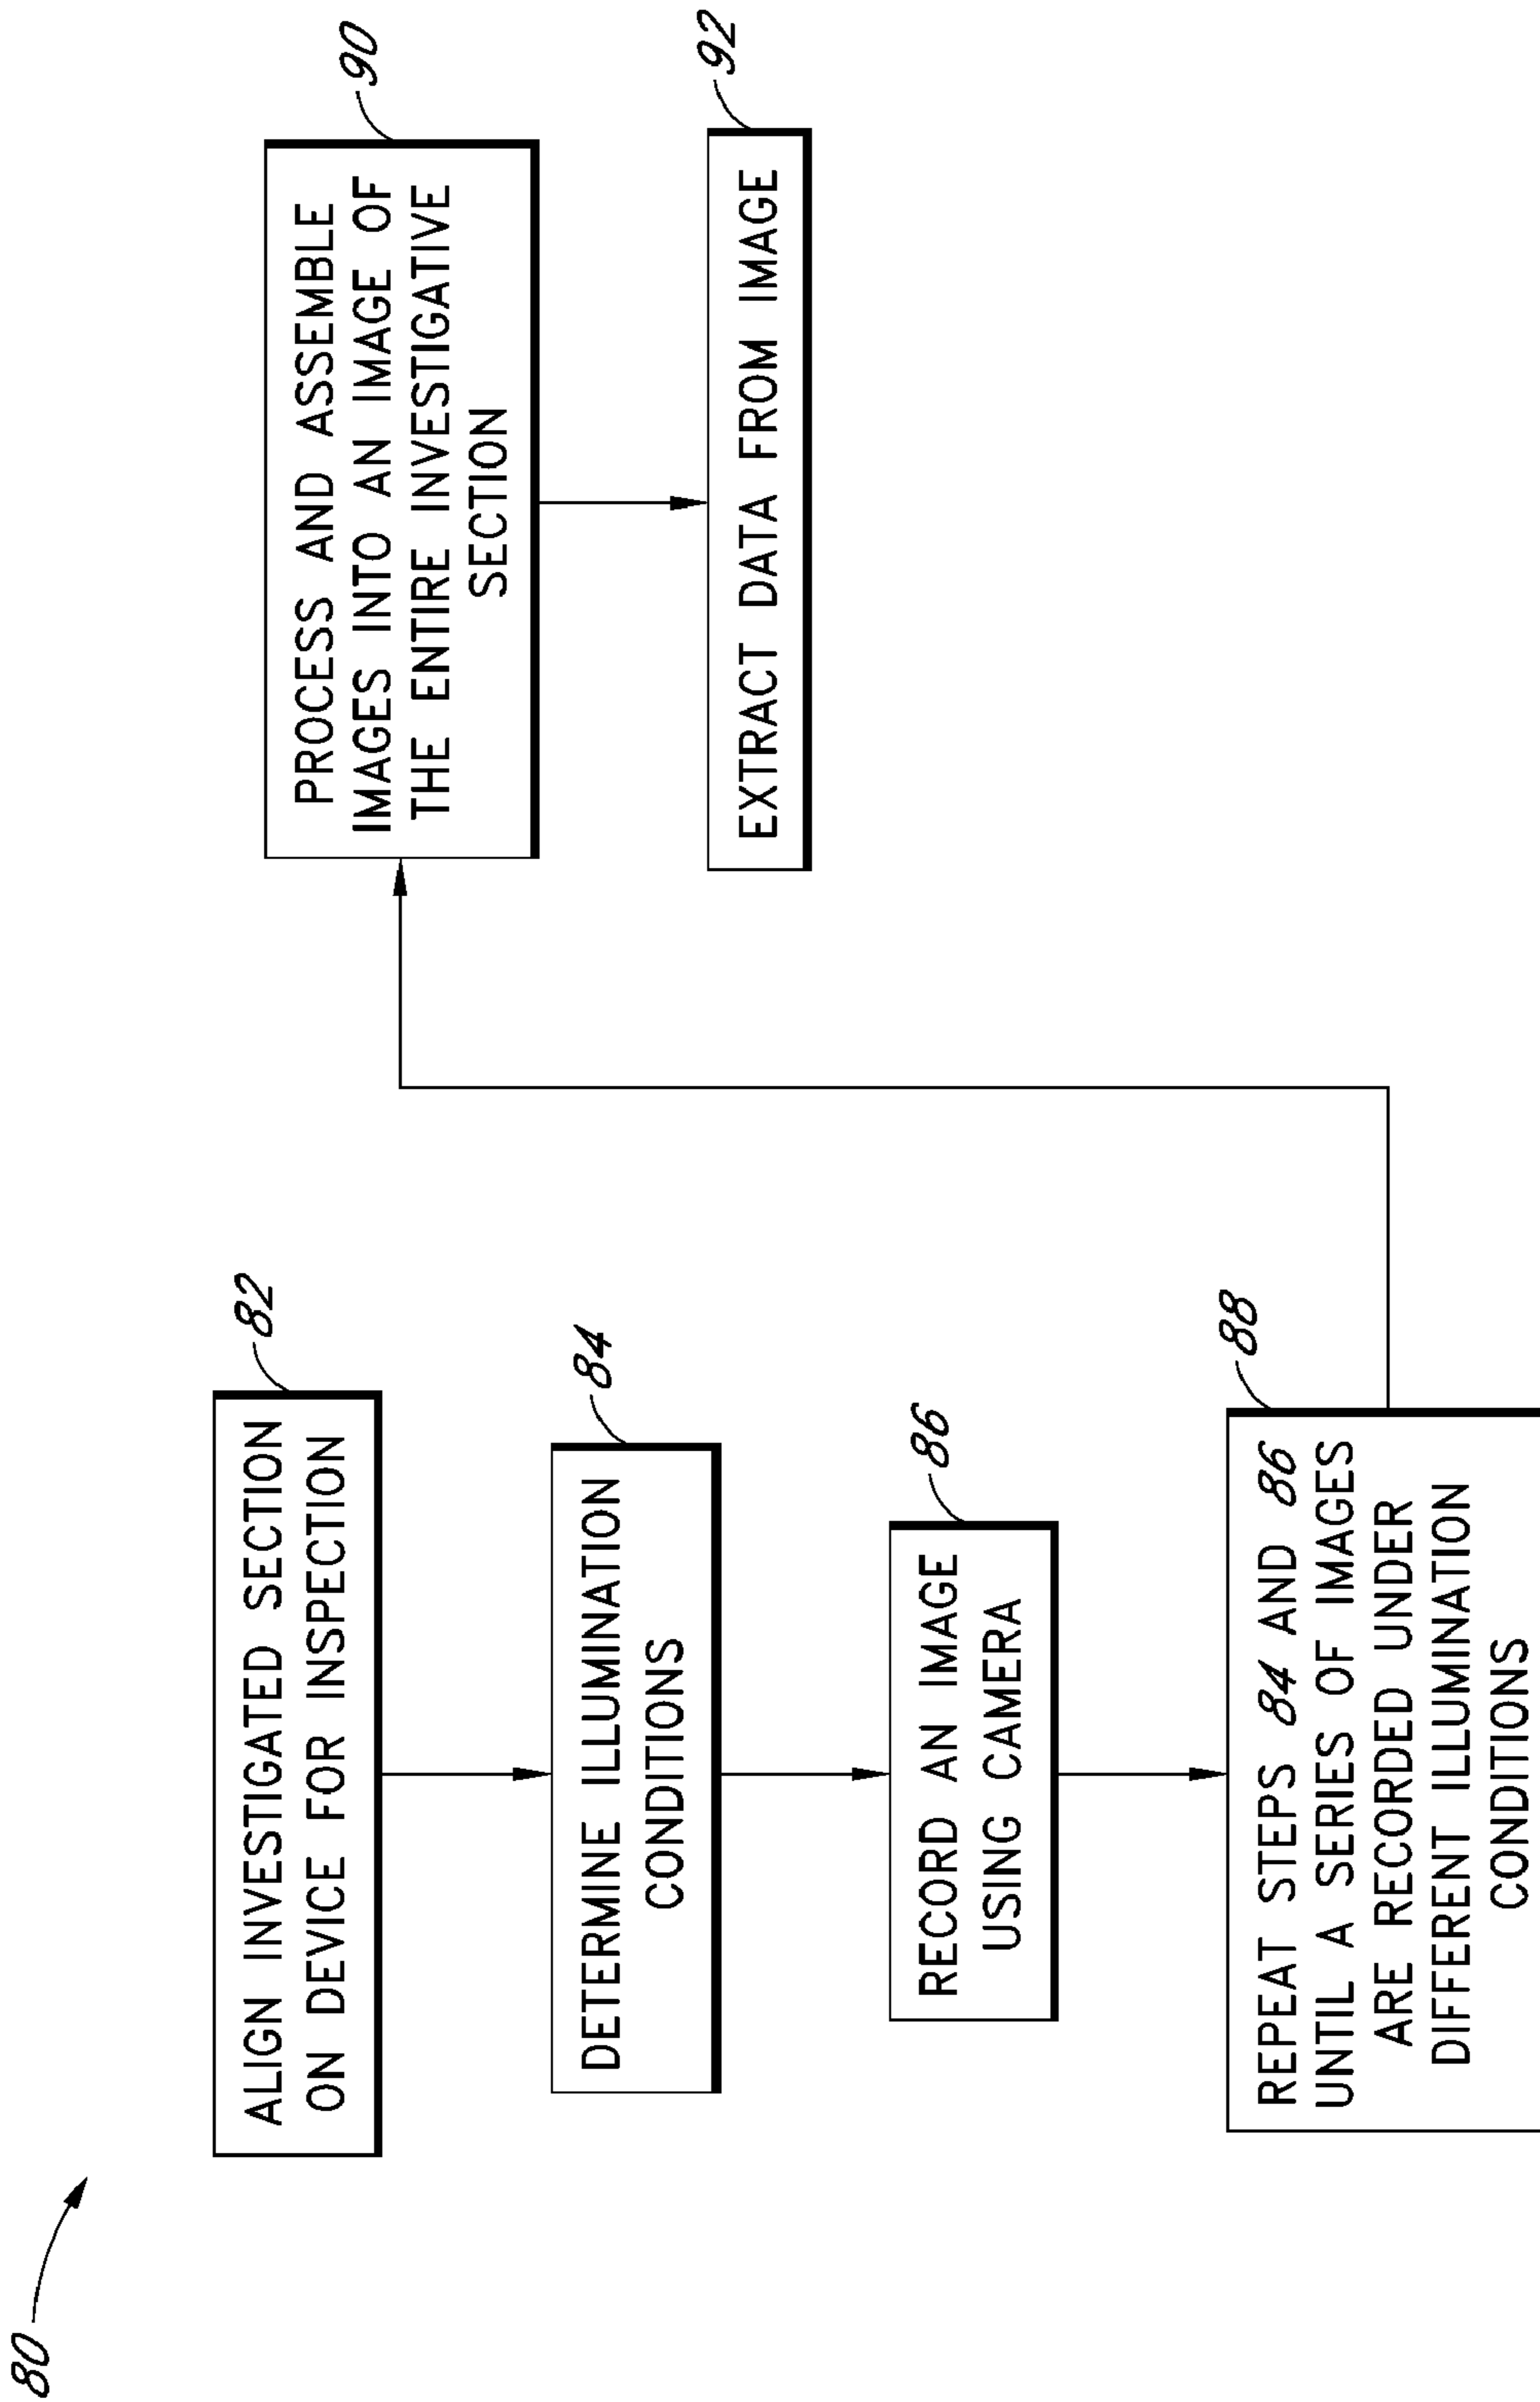 80
82
ALIGN INVESTIGATED SECTION
ON DEVICE FOR INSPECTION
84
DETERMINE ILLUMINATION
CONDITIONS
86
RECORD AN IMAGE
USING CAMERA
88
REPEAT STEPS 84 AND 86
UNTIL A SERIES OF IMAGES
ARE RECORDED UNDER
DIFFERENT ILLUMINATION
CONDITIONS
90
PROCESS AND ASSEMBLE
IMAGES INTO AN IMAGE OF
THE ENTIRE INVESTIGATIVE
SECTION
92
EXTRACT DATA FROM IMAGE